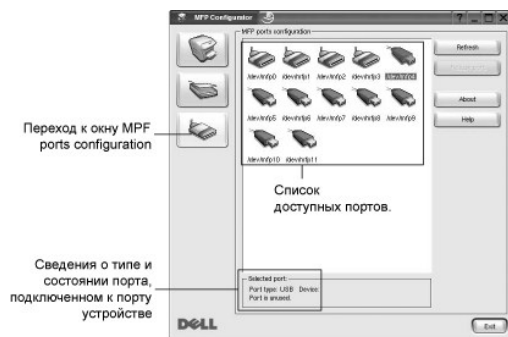 MFP Configurator
MFP ports configuration
/dev/mfp0 /dev/mfp1 /dev/mfp2 /dev/mfp3 /dev/mfp4
/dev/mfp5 /dev/mfp6 /dev/mfp7 /dev/mfp8 /dev/mfp9
/dev/mfp10 /dev/mfp11
Refresh
About
Help
Переход к окну MPF
ports configuration
Список
доступных портов.
Сведения о типе и
состоянии порта,
подключенном к порту
устройстве
Selected port:
Port type: USB Device:
Port is unused.
DELL
Exit